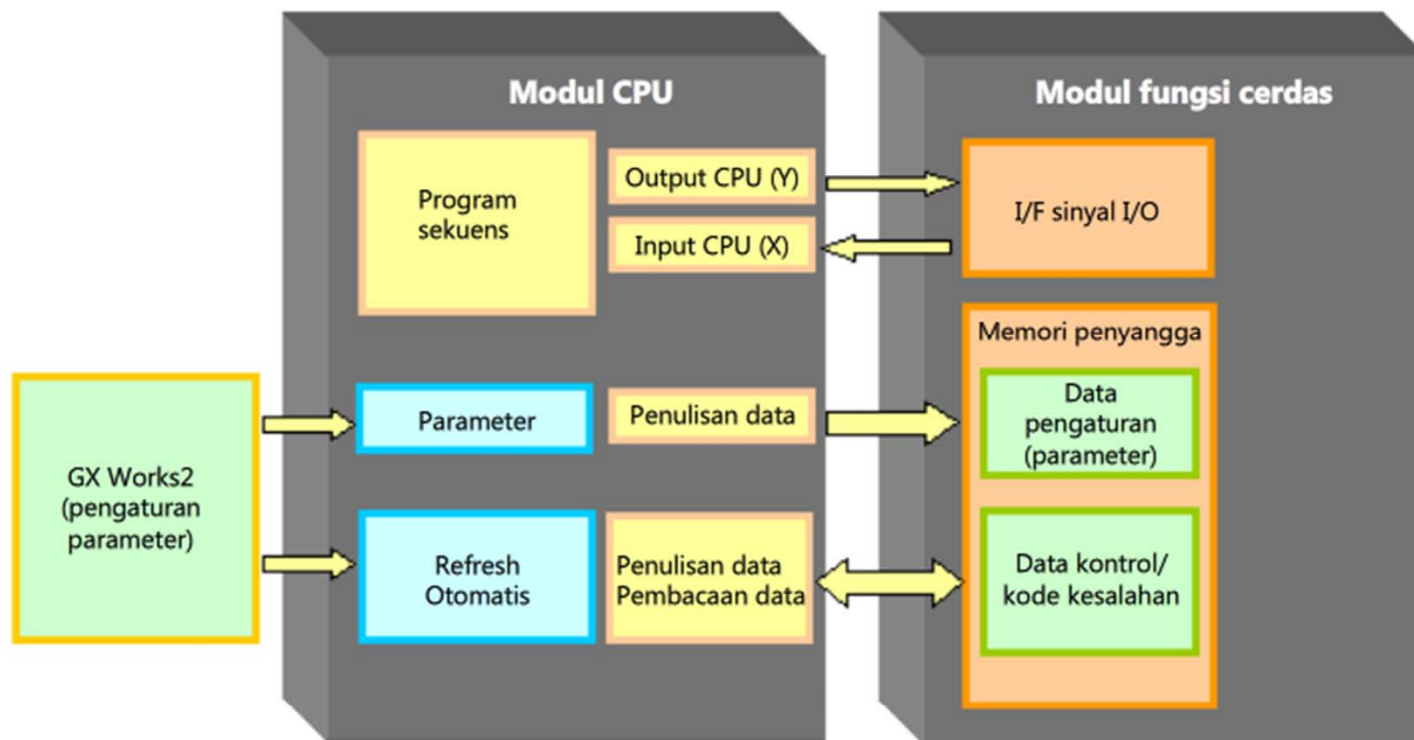 Modul CPU
Program
sekuens
Output CPU (Y)
Input CPU (X)
Parameter
Penulisan data
Refresh
Otomatis
Penulisan data
Pembacaan data
GX Works2
(pengaturan
parameter)
Modul fungsi cerdas
I/F sinyal I/O
Memori penyangga
Data
pengaturan
(parameter)
Data kontrol/
kode kesalahan